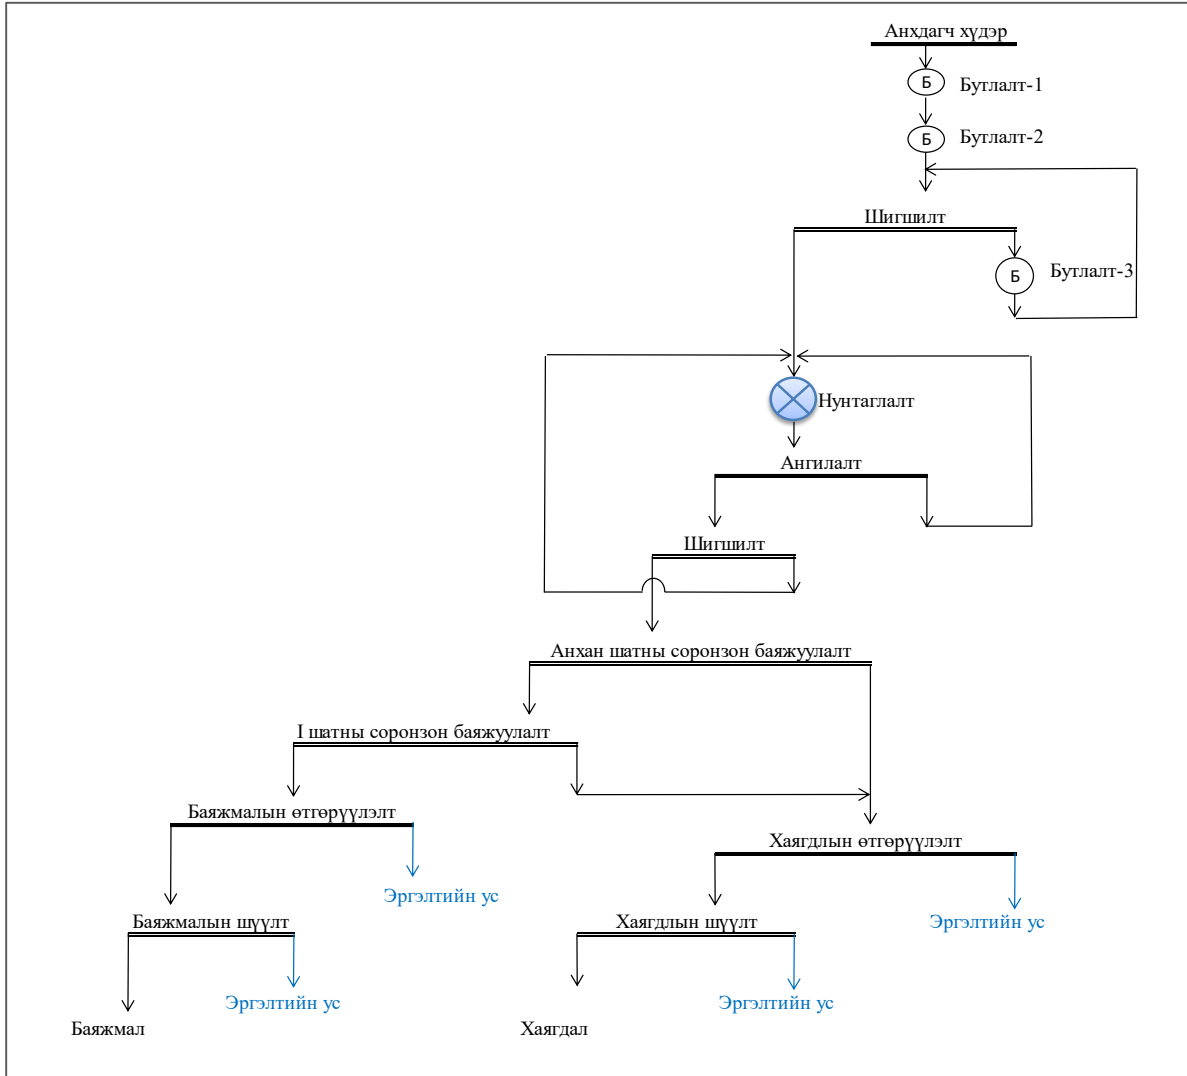 Анхдагч хүдэр
Б Бутлалт-1
Б Бутлалт-2
Шигшилт
Б Бутлалт-3
Нунтаглалт
Ангилалт
Шигшилт
Анхан шатны соронзон баяжуулалт
I шатны соронзон баяжуулалт
Баяжмалын өтгөрүүлэлт
Хаягдлын өтгөрүүлэлт
Эргэлтийн ус
Баяжмалын шүүлт
Хаягдлын шүүлт
Эргэлтийн ус
Эргэлтийн ус
Эргэлтийн ус
Баяжмал
Хаягдал